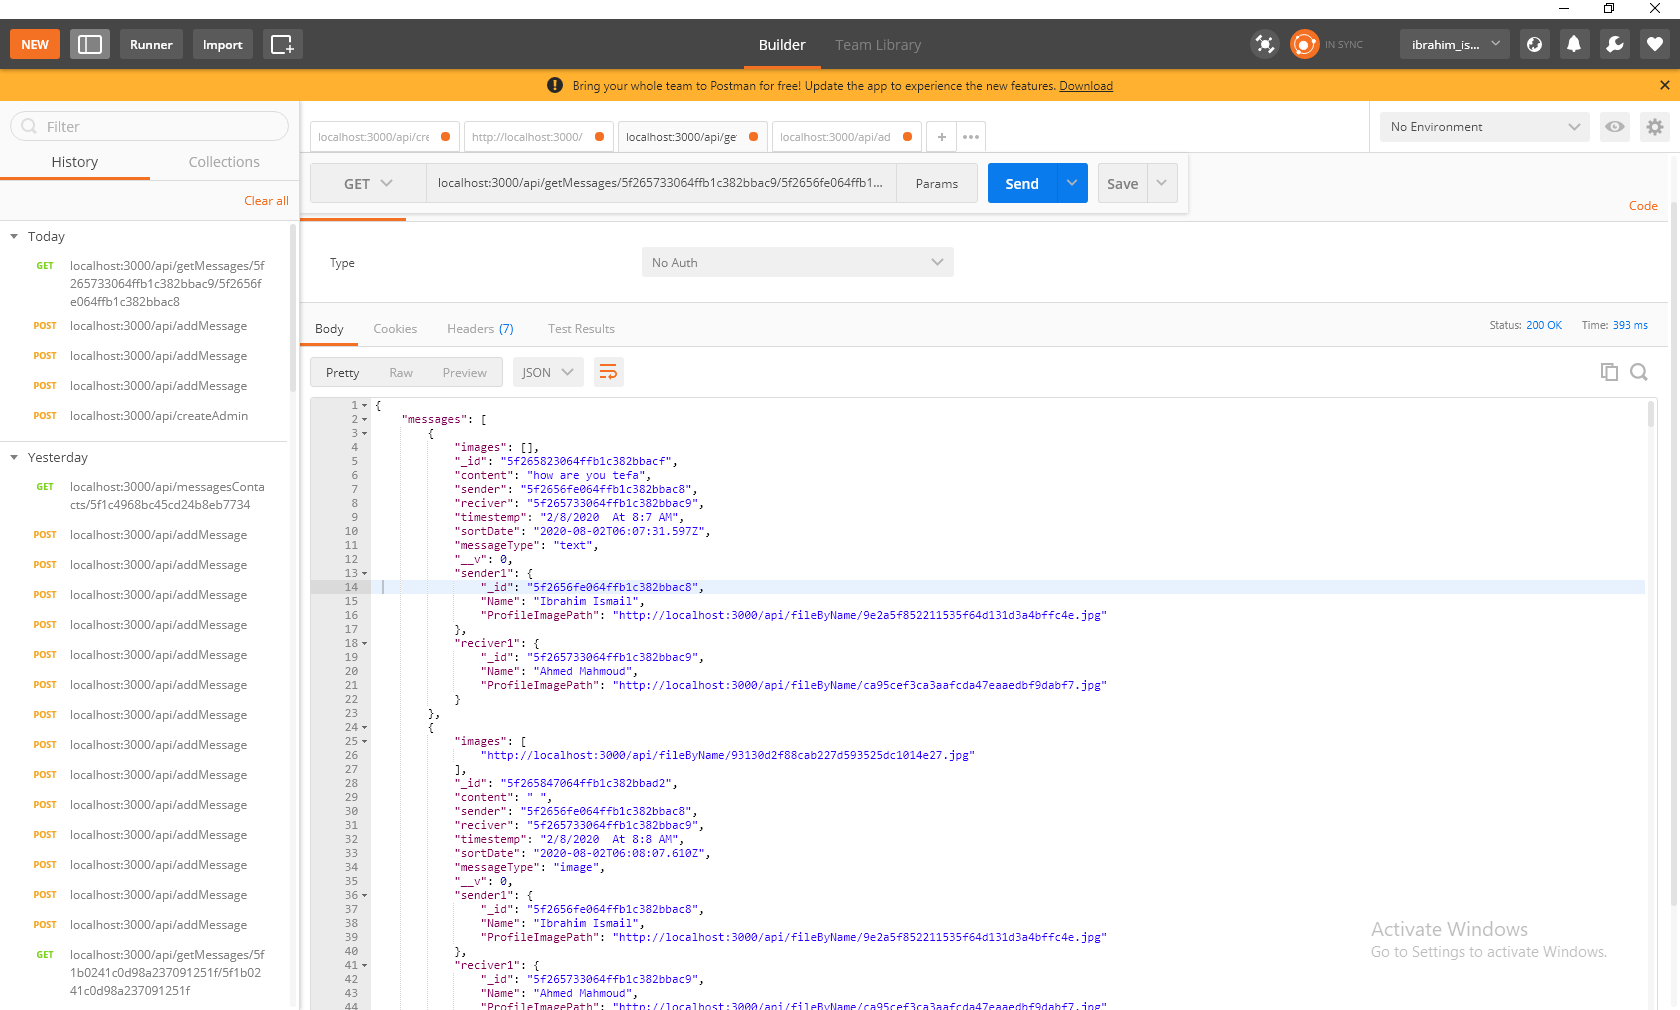 NEW
Runner
Import
Builder
Team Library
IN SYNC
ibrahim_is...
Bring your whole team to Postman for free! Update the app to experience the new features. Download
Filter
History
Collections
Clear all
Today
GET localhost:3000/api/getMessages/5f
265733064ffb1c382bbac9/5f2656f
e064ffb1c382bbac8
POST localhost:3000/api/addMessage
POST localhost:3000/api/addMessage
POST localhost:3000/api/addMessage
POST localhost:3000/api/createAdmin
Yesterday
GET localhost:3000/api/messagesConta
cts/5f1c4968bc45cd24b8eb7734
POST localhost:3000/api/addMessage
POST localhost:3000/api/addMessage
POST localhost:3000/api/addMessage
POST localhost:3000/api/addMessage
POST localhost:3000/api/addMessage
POST localhost:3000/api/addMessage
POST localhost:3000/api/addMessage
POST localhost:3000/api/addMessage
POST localhost:3000/api/addMessage
POST localhost:3000/api/addMessage
POST localhost:3000/api/addMessage
POST localhost:3000/api/addMessage
POST localhost:3000/api/addMessage
POST localhost:3000/api/addMessage
GET localhost:3000/api/getMessages/5f
1b0241c0d98a237091251f/5f1b02
41c0d98a237091251f
localhost:3000/api/cre
http://localhost:3000/
localhost:3000/api/ge
localhost:3000/api/ad
No Environment
GET
localhost:3000/api/getMessages/5f265733064ffb1c382bbac9/5f2656fe064ffb1...
Params
Send
Save
Code
Type
No Auth
Body
Cookies
Headers (7)
Test Results
Status: 200 OK
Time: 393 ms
Pretty
Raw
Preview
JSON
1 {
2 "messages": [
3 {
4 "images": [],
5 "_id": "5f265823064ffb1c382bbacf",
6 "content": "how are you tefa",
7 "sender": "5f2656fe064ffb1c382bbac8",
8 "reciver": "5f265733064ffb1c382bbac9",
9 "timestemp": "2/8/2020  At 8:7 AM",
10 "sortDate": "2020-08-02T06:07:31.597Z",
11 "messageType": "text",
12 "__v": 0,
13 "sender1": {
14 "_id": "5f2656fe064ffb1c382bbac8",
15 "Name": "Ibrahim Ismail",
16 "ProfileImagePath": "http://localhost:3000/api/fileByName/9e2a5f852211535f64d131d3a4bffc4e.jpg"
17 },
18 "reciver1": {
19 "_id": "5f265733064ffb1c382bbac9",
20 "Name": "Ahmed Mahmoud",
21 "ProfileImagePath": "http://localhost:3000/api/fileByName/ca95cef3ca3aafcda47eaaedbf9dabf7.jpg"
22 }
23 },
24 {
25 "images": [
26 "http://localhost:3000/api/fileByName/93130d2f88cab227d593525dc1014e27.jpg"
27 ],
28 "_id": "5f265847064ffb1c382bbad2",
29 "content": " ",
30 "sender": "5f2656fe064ffb1c382bbac8",
31 "reciver": "5f265733064ffb1c382bbac9",
32 "timestemp": "2/8/2020  At 8:8 AM",
33 "sortDate": "2020-08-02T06:08:07.610Z",
34 "messageType": "image",
35 "__v": 0,
36 "sender1": {
37 "_id": "5f2656fe064ffb1c382bbac8",
38 "Name": "Ibrahim Ismail",
39 "ProfileImagePath": "http://localhost:3000/api/fileByName/9e2a5f852211535f64d131d3a4bffc4e.jpg"
40 },
41 "reciver1": {
42 "_id": "5f265733064ffb1c382bbac9",
43 "Name": "Ahmed Mahmoud",
44 "ProfileImagePath": "http://localhost:3000/api/fileByName/ca95cef3ca3aafcda47eaaedbf9dabf7.jpg"
Activate Windows
Go to Settings to activate Windows.